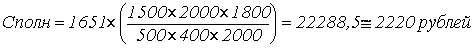 Сполн = 1651×(1500×2000×1800 / 500×400×2000) = 22288,5≅ 2220 рублей